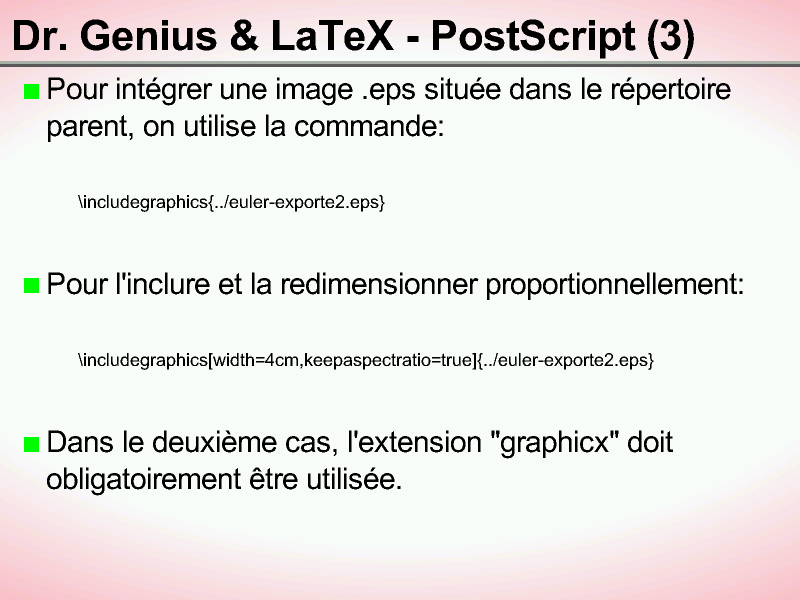 Dr. Genius & LaTeX - PostScript (3)
Pour intégrer une image .eps située dans le répertoire
parent, on utilise la commande:
\includegraphics{../euler-exporte2.eps}
Pour l'inclure et la redimensionner proportionnellement:
\includegraphics[width=4cm,keepaspectratio=true]{../euler-exporte2.eps}
Dans le deuxième cas, l'extension "graphicx" doit
obligatoirement être utilisée.